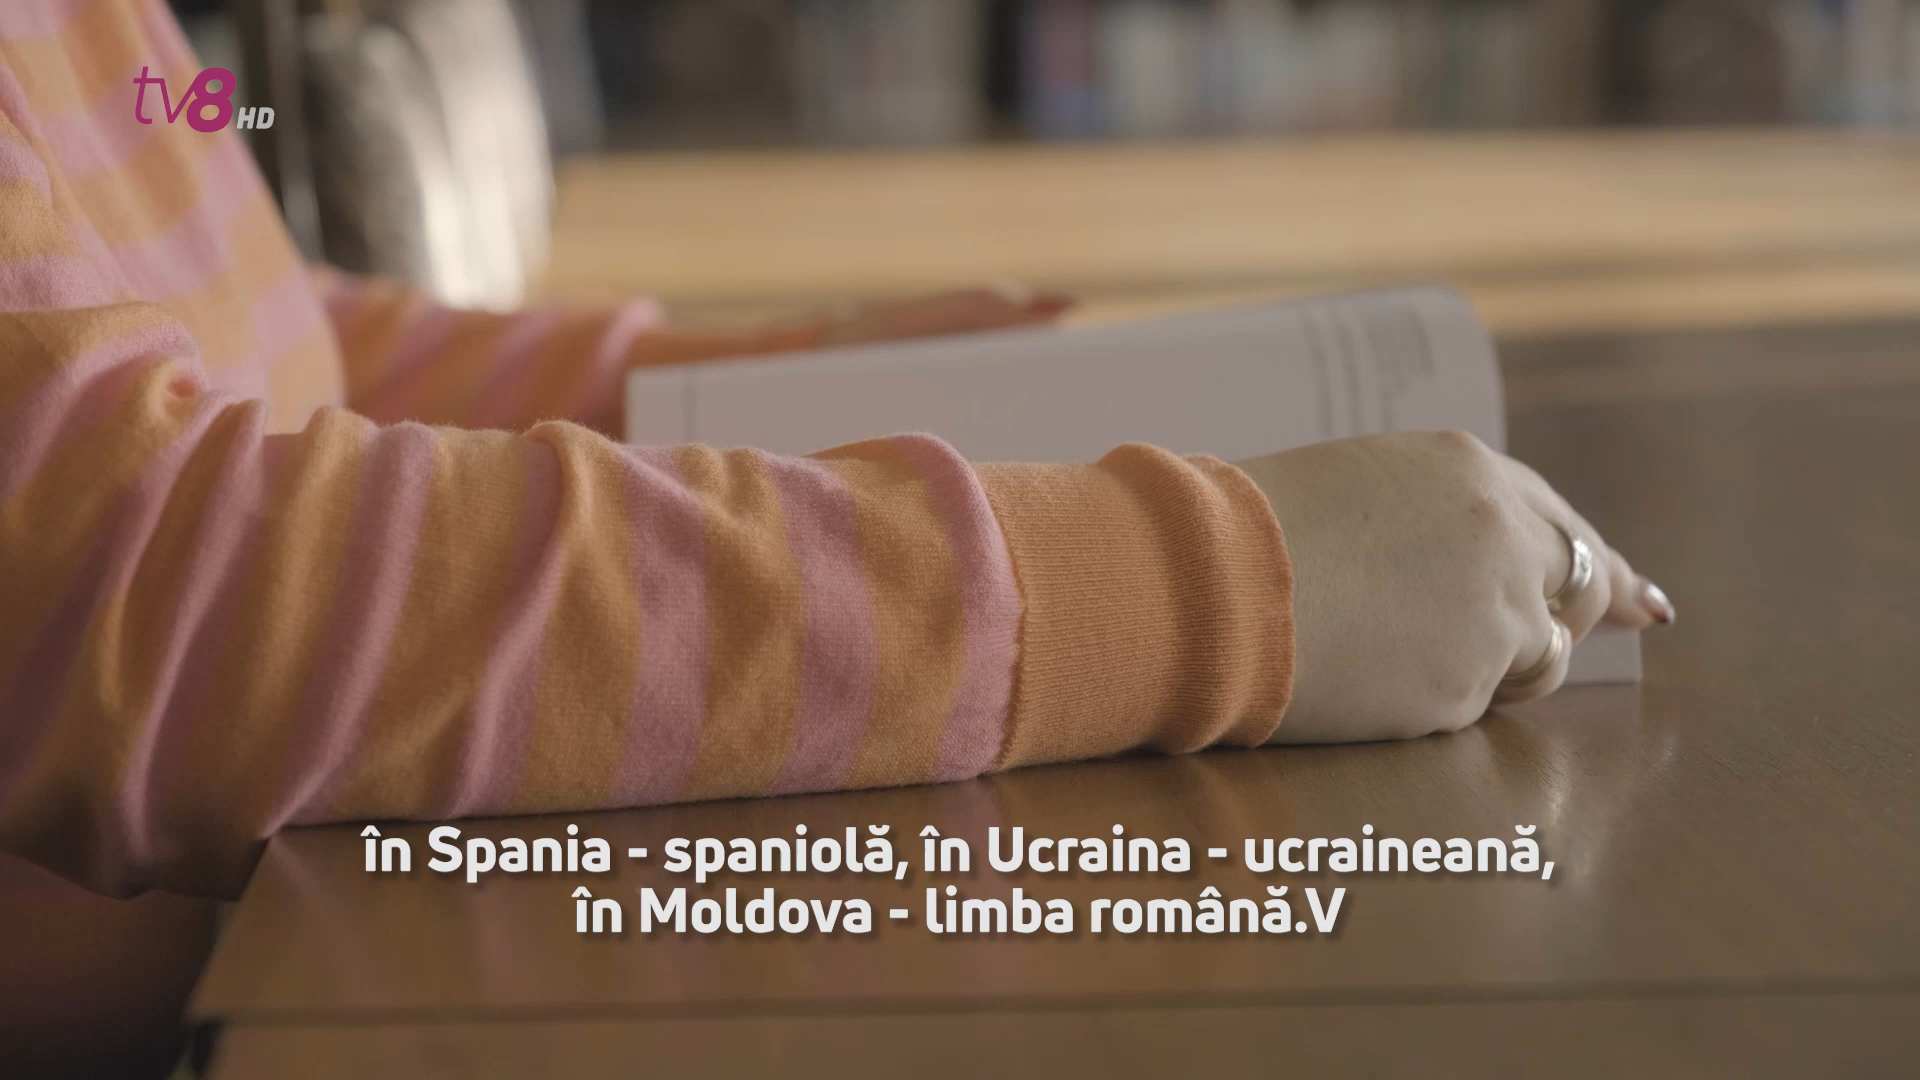 tv8 HD
în Spania - spaniolă, în Ucraina - ucraineană,
în Moldova - limba română.V